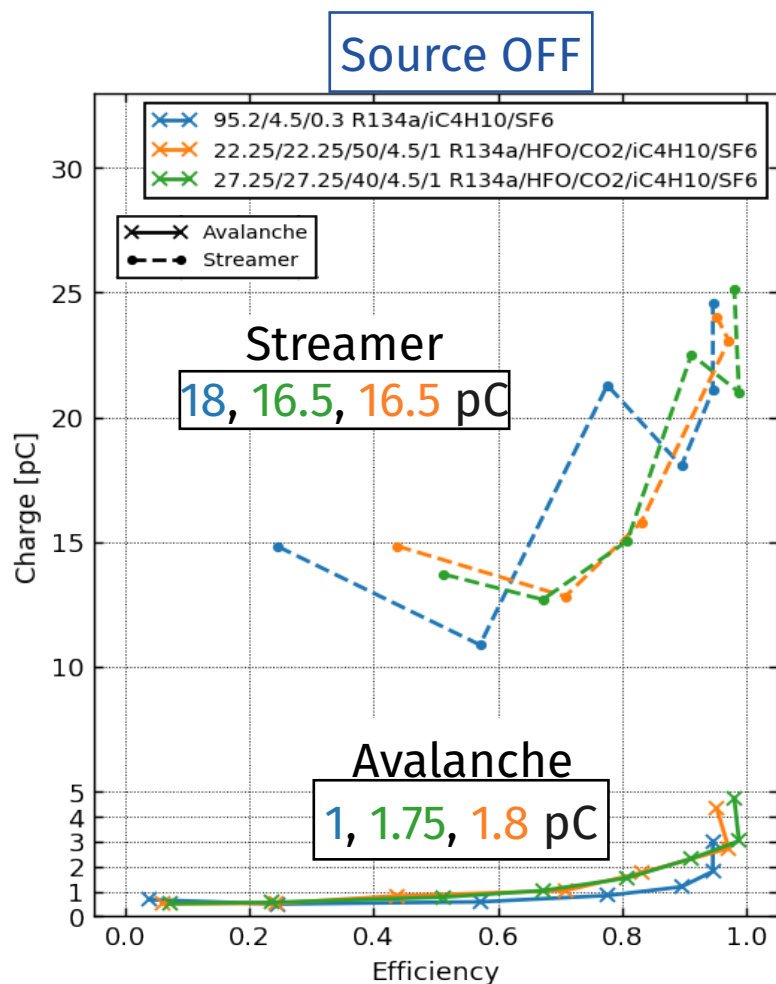 Source OFF
95.2/4.5/0.3 R134a/iC4H10/SF6
22.25/22.25/50/4.5/1 R134a/HFO/CO2/iC4H10/SF6
27.25/27.25/40/4.5/1 R134a/HFO/CO2/iC4H10/SF6
Avalanche
Streamer
Streamer
18, 16.5, 16.5 pC
Avalanche
1, 1.75, 1.8 pC
Charge [pC]
30
25
20
15
10
5
4
3
2
1
0
0.0 0.2 0.4 0.6 0.8 1.0
Efficiency